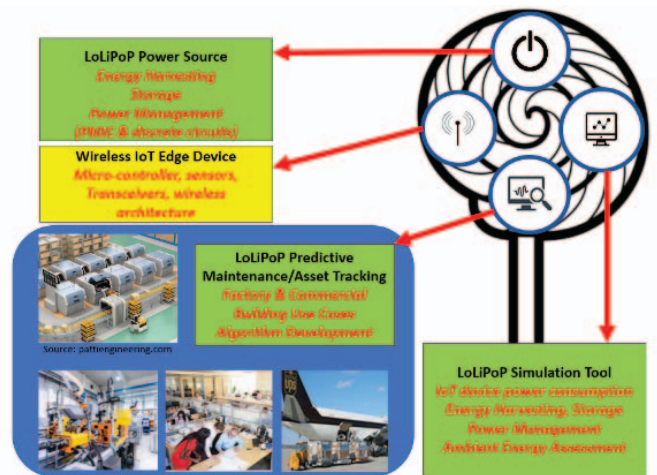 LoLiPoP Power Source
Energy Harvesting
Storage
Power Management
(PMIC & discrete circuits)
Wireless IoT Edge Device
Micro-controller, sensors,
Transceivers, wireless
architecture
LoLiPoP Predictive
Maintenance/Asset Tracking
Factory & Commercial
Building Use Cases
Algorithm Development
Source: pattiengineering.com
ups
LoLiPoP Simulation Tool
IoT device power consumption
Energy Harvesting, Storage
Power Management
Ambient Energy Assessment